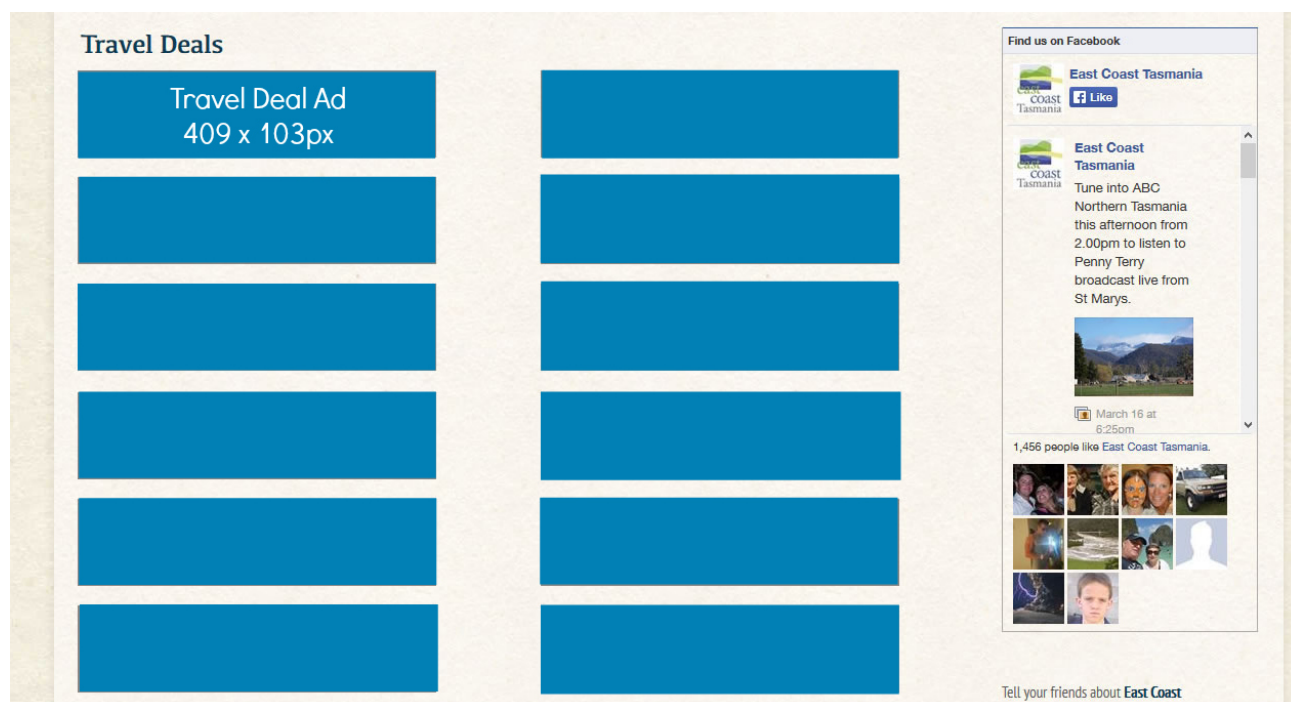 Travel Deals
Travel Deal Ad
409 x 103px
Find us on Facebook
east
coast
Tasmania
East Coast Tasmania
Like
east
coast
Tasmania
East Coast
Tasmania
Tune into ABC
Northern Tasmania
this afternoon from
2.00pm to listen to
Penny Terry
broadcast live from
St Marys.
March 16 at
6:25pm
1,456 people like East Coast Tasmania.
Tell your friends about East Coast